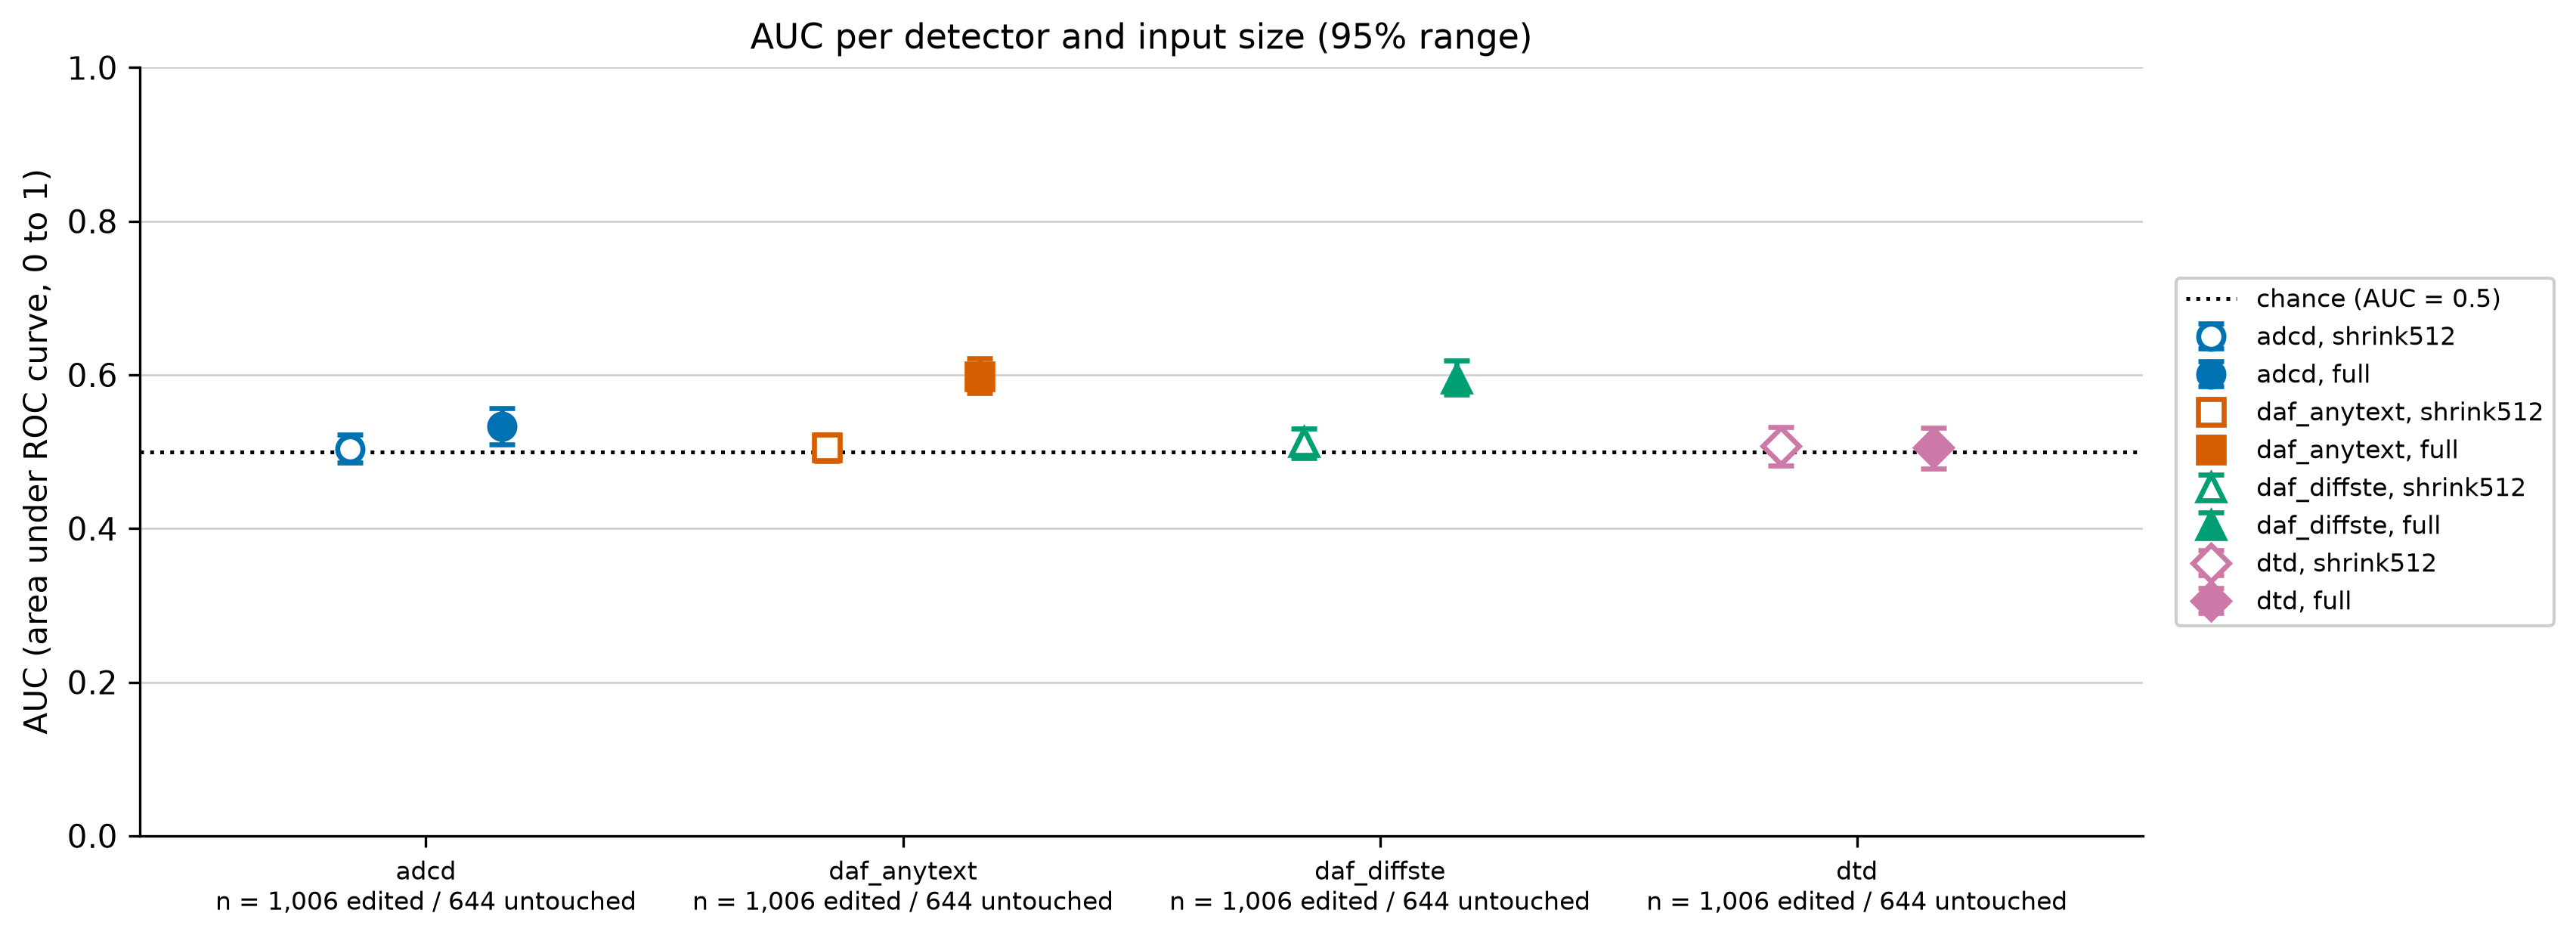 AUC per detector and input size (95% range)
AUC (area under ROC curve, 0 to 1)
1.0
0.8
0.6
0.4
0.2
0.0
adcd
n = 1,006 edited / 644 untouched
daf_anytext
n = 1,006 edited / 644 untouched
daf_diffste
n = 1,006 edited / 644 untouched
dtd
n = 1,006 edited / 644 untouched
chance (AUC = 0.5)
adcd, shrink512
adcd, full
daf_anytext, shrink512
daf_anytext, full
daf_diffste, shrink512
daf_diffste, full
dtd, shrink512
dtd, full